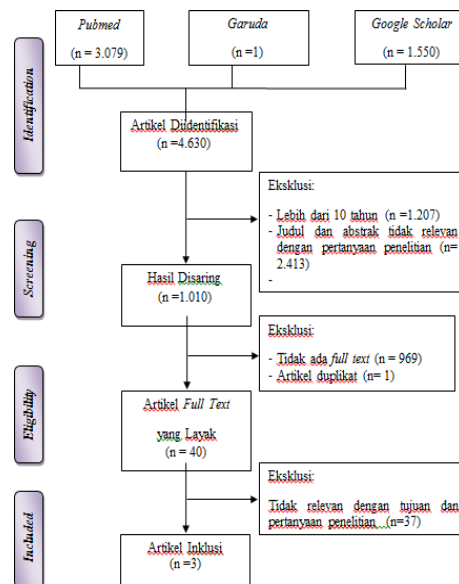 Pubmed
(n = 3.079)
Garuda
(n =1)
Google Scholar
(n = 1.550)
Identification
Artikel Diidentifikasi
(n =4.630)
Eksklusi:
- Lebih dari 10 tahun (n =1.207)
- Judul dan abstrak tidak relevan
dengan pertanyaan penelitian (n=
2.413)
-
Screening
Hasil Disaring
(n =1.010)
Eksklusi:
- Tidak ada full text (n = 969)
- Artikel duplikat (n= 1)
Eligibility
Artikel Full Text
yang Layak
(n = 40)
Eksklusi:
Tidak relevan dengan tujuan dan
pertanyaan penelitian (n=37)
Included
Artikel Inklusi
(n =3)